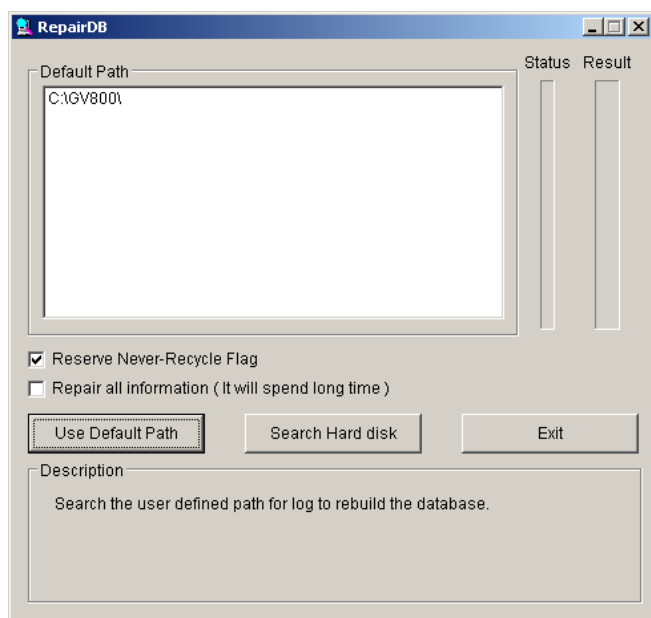 RepairDB
Default Path
Status Result
C:\GV800\
Reserve Never-Recycle Flag
Repair all information ( It will spend long time )
Use Default Path
Search Hard disk
Exit
Description
Search the user defined path for log to rebuild the database.